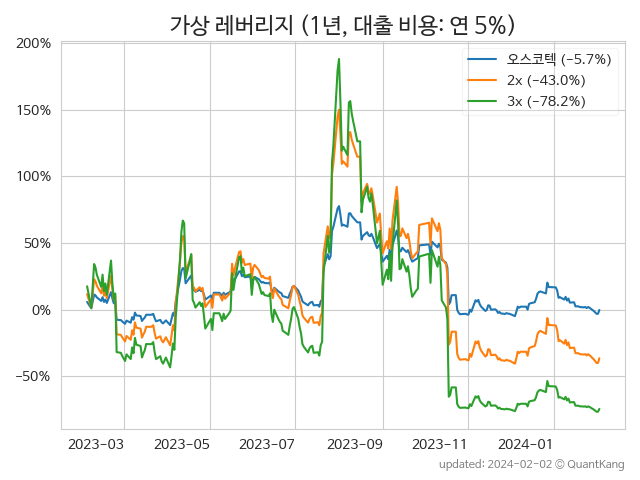 가상 레버리지 (1년, 대출 비용: 연 5%)
200%
150%
100%
50%
0%
−50%
오스코텍 (−5.7%)
2x (−43.0%)
3x (−78.2%)
2023−03 2023−05 2023−07 2023−09 2023−11 2024−01
updated: 2024−02−02 © QuantKang